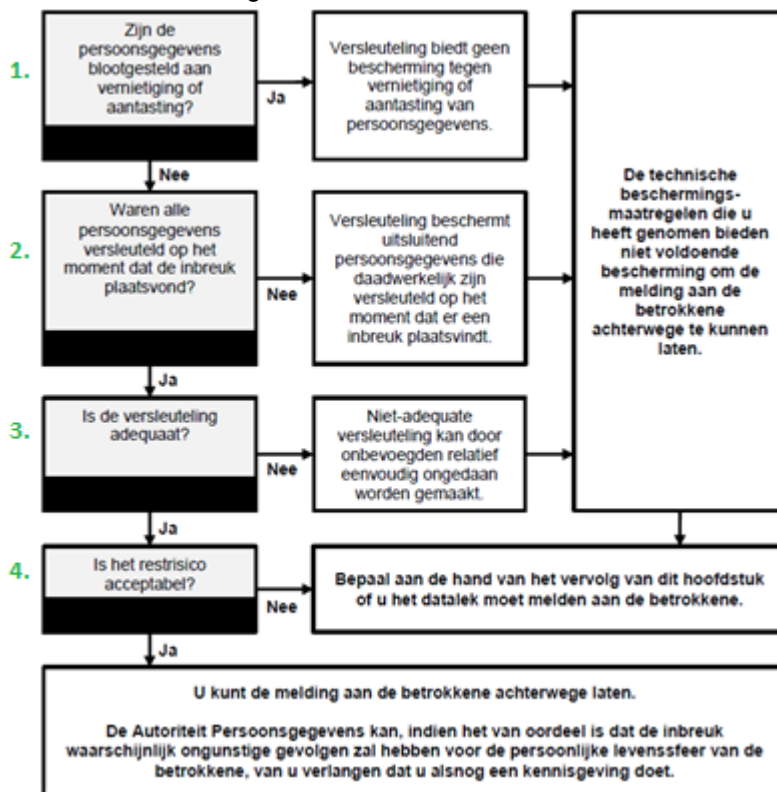 1.
Zijn de
persoonsgegevens
blootgesteld aan
vernietiging of
aantasting?
Ja
Versleuteling biedt geen
bescherming tegen
vernietiging of
aantasting van
persoonsgegevens.
Nee
2.
Waren alle
persoonsgegevens
versleuteld op het
moment dat de inbreuk
plaatsvond?
Nee
Versleuteling beschermt
uitsluitend
persoonsgegevens die
daadwerkelijk zijn
versleuteld op het
moment dat er een
inbreuk plaatsvindt.
Ja
3.
Is de versleuteling
adequaat?
Nee
Niet-adequate
versleuteling kan door
onbevoegden relatief
eenvoudig ongedaan
worden gemaakt.
Ja
De technische
beschermings-
maatregelen die u
heeft genomen bieden
niet voldoende
bescherming om de
melding aan de
betrokkene
achterwege te kunnen
laten.
4.
Is het restrisico
acceptabel?
Nee
Bepaal aan de hand van het vervolg van dit hoofdstuk
of u het datalek moet melden aan de betrokkene.
Ja
U kunt de melding aan de betrokkene achterwege laten.
De Autoriteit Persoonsgegevens kan, indien het van oordeel is dat de inbreuk
waarschijnlijk ongunstige gevolgen zal hebben voor de persoonlijke levenssfeer van de
betrokkene, van u verlangen dat u alsnog een kennisgeving doet.